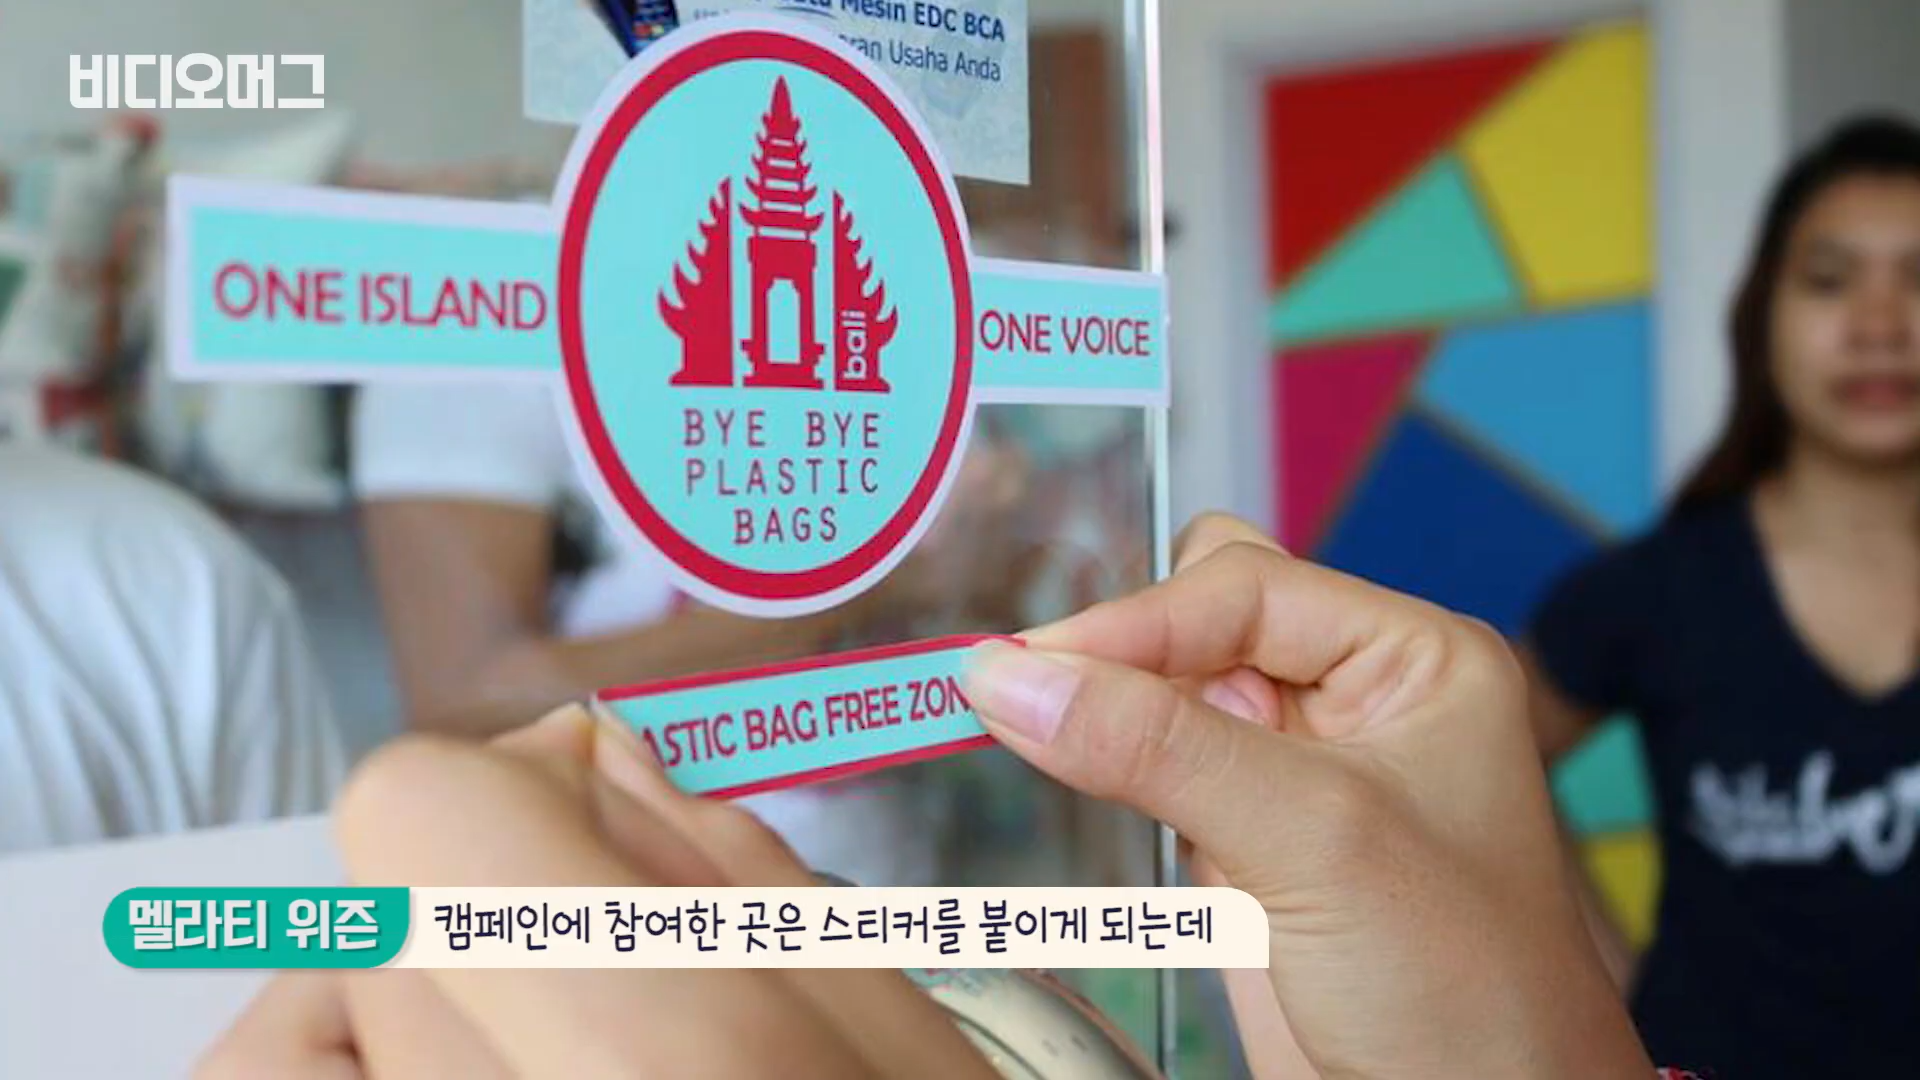 비디오머그
Mesin EDC BCA
Usaha Anda
ONE ISLAND
ONE VOICE
bali
BYE BYE
PLASTIC
BAGS
ASTIC BAG FREE ZON
멜라티 위즌
캠페인에 참여한 곳은 스티커를 붙이게 되는데